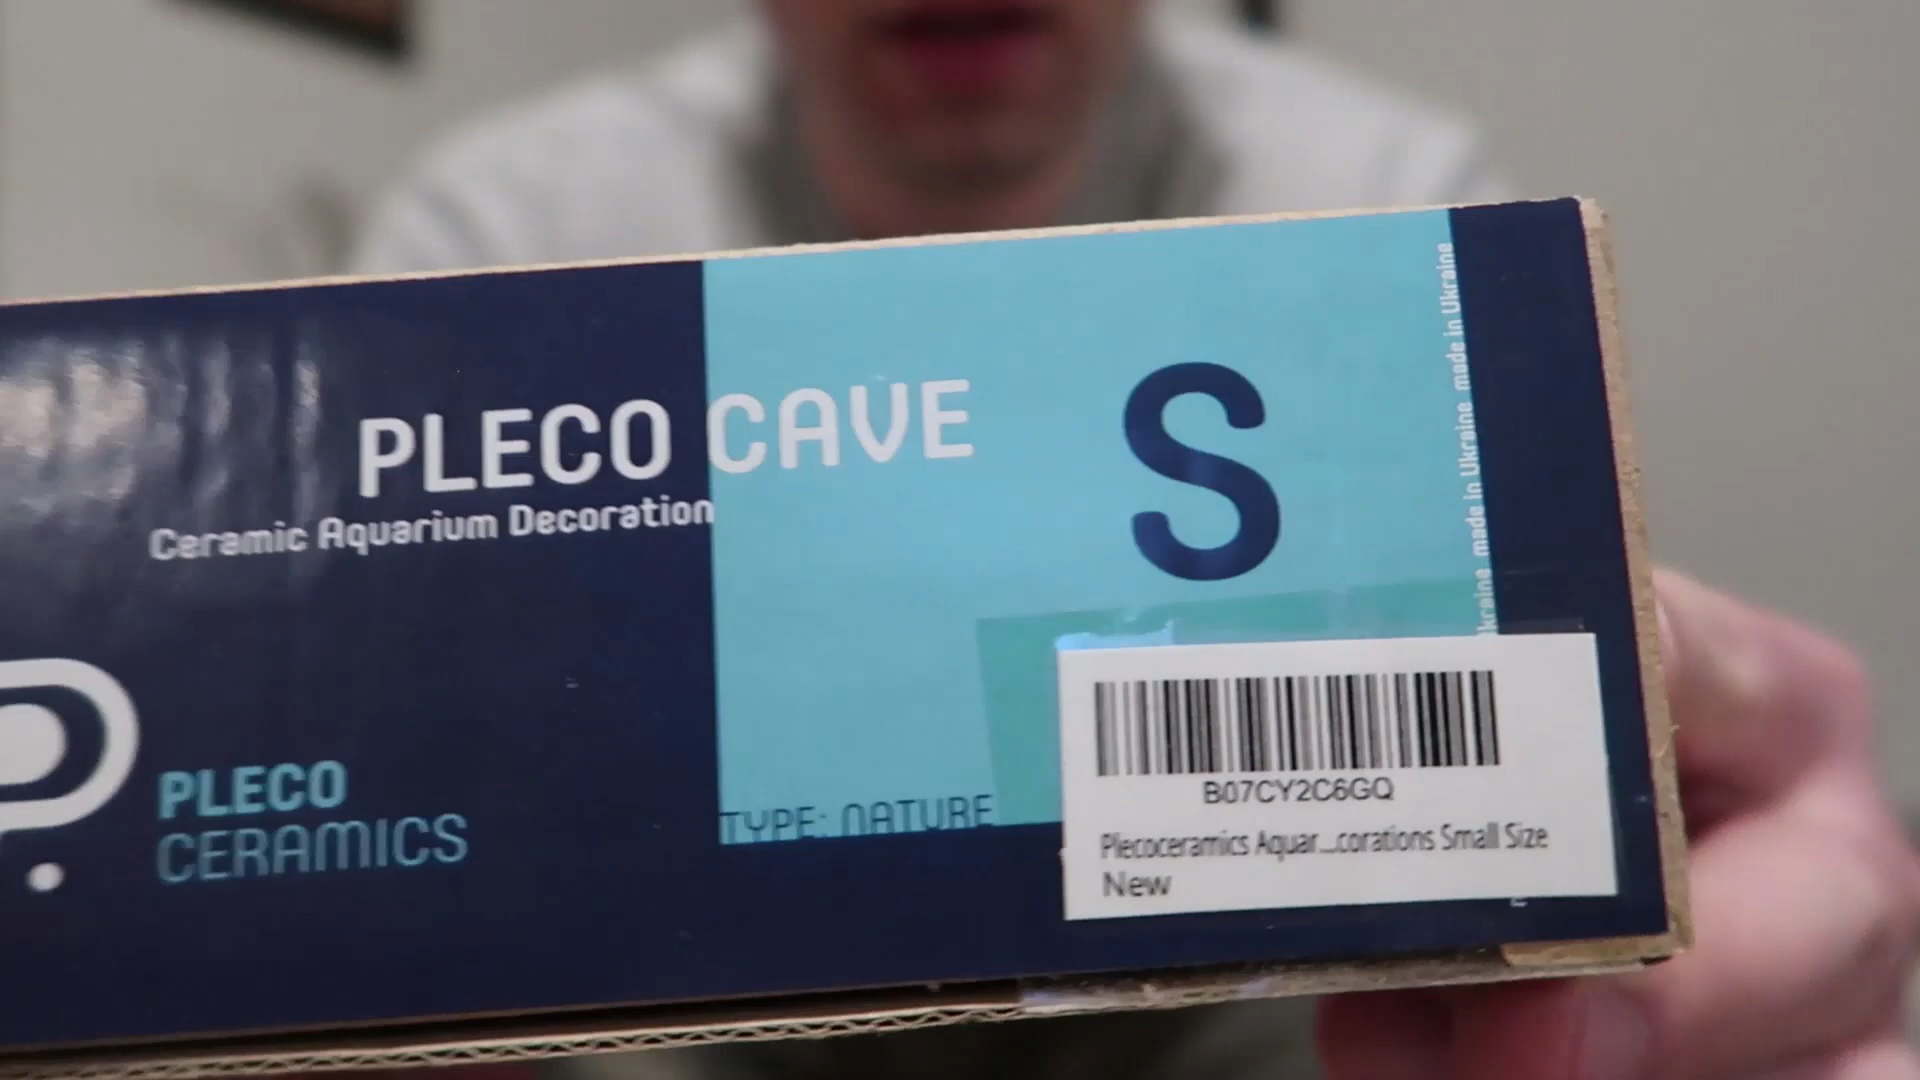 PLECO CAVE
Ceramic Aquarium Decoration
S
made in Ukraine made in Ukraine
PLECO
CERAMICS
TYPE: NATURE
B07CY2C6GQ
Plecoceramics Aquar...corations Small Size
New